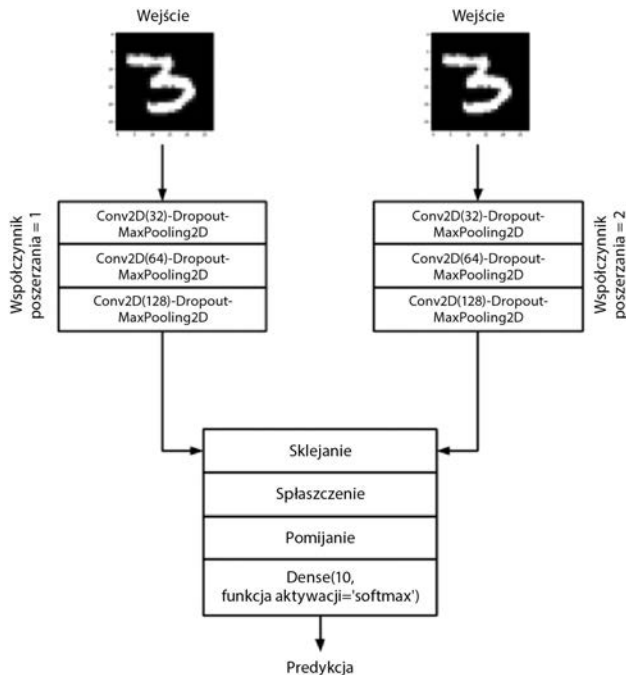 Wejście
Wejście
Współczynnik
poszerzania = 1
Conv2D(32)-Dropout-
MaxPooling2D
Conv2D(64)-Dropout-
MaxPooling2D
Conv2D(128)-Dropout-
MaxPooling2D
Conv2D(32)-Dropout-
MaxPooling2D
Conv2D(64)-Dropout-
MaxPooling2D
Conv2D(128)-Dropout-
MaxPooling2D
Współczynnik
poszerzania = 2
Sklejanie
Spłaszczenie
Pomijanie
Dense(10,
funkcja aktywacji='softmax')
Predykcja